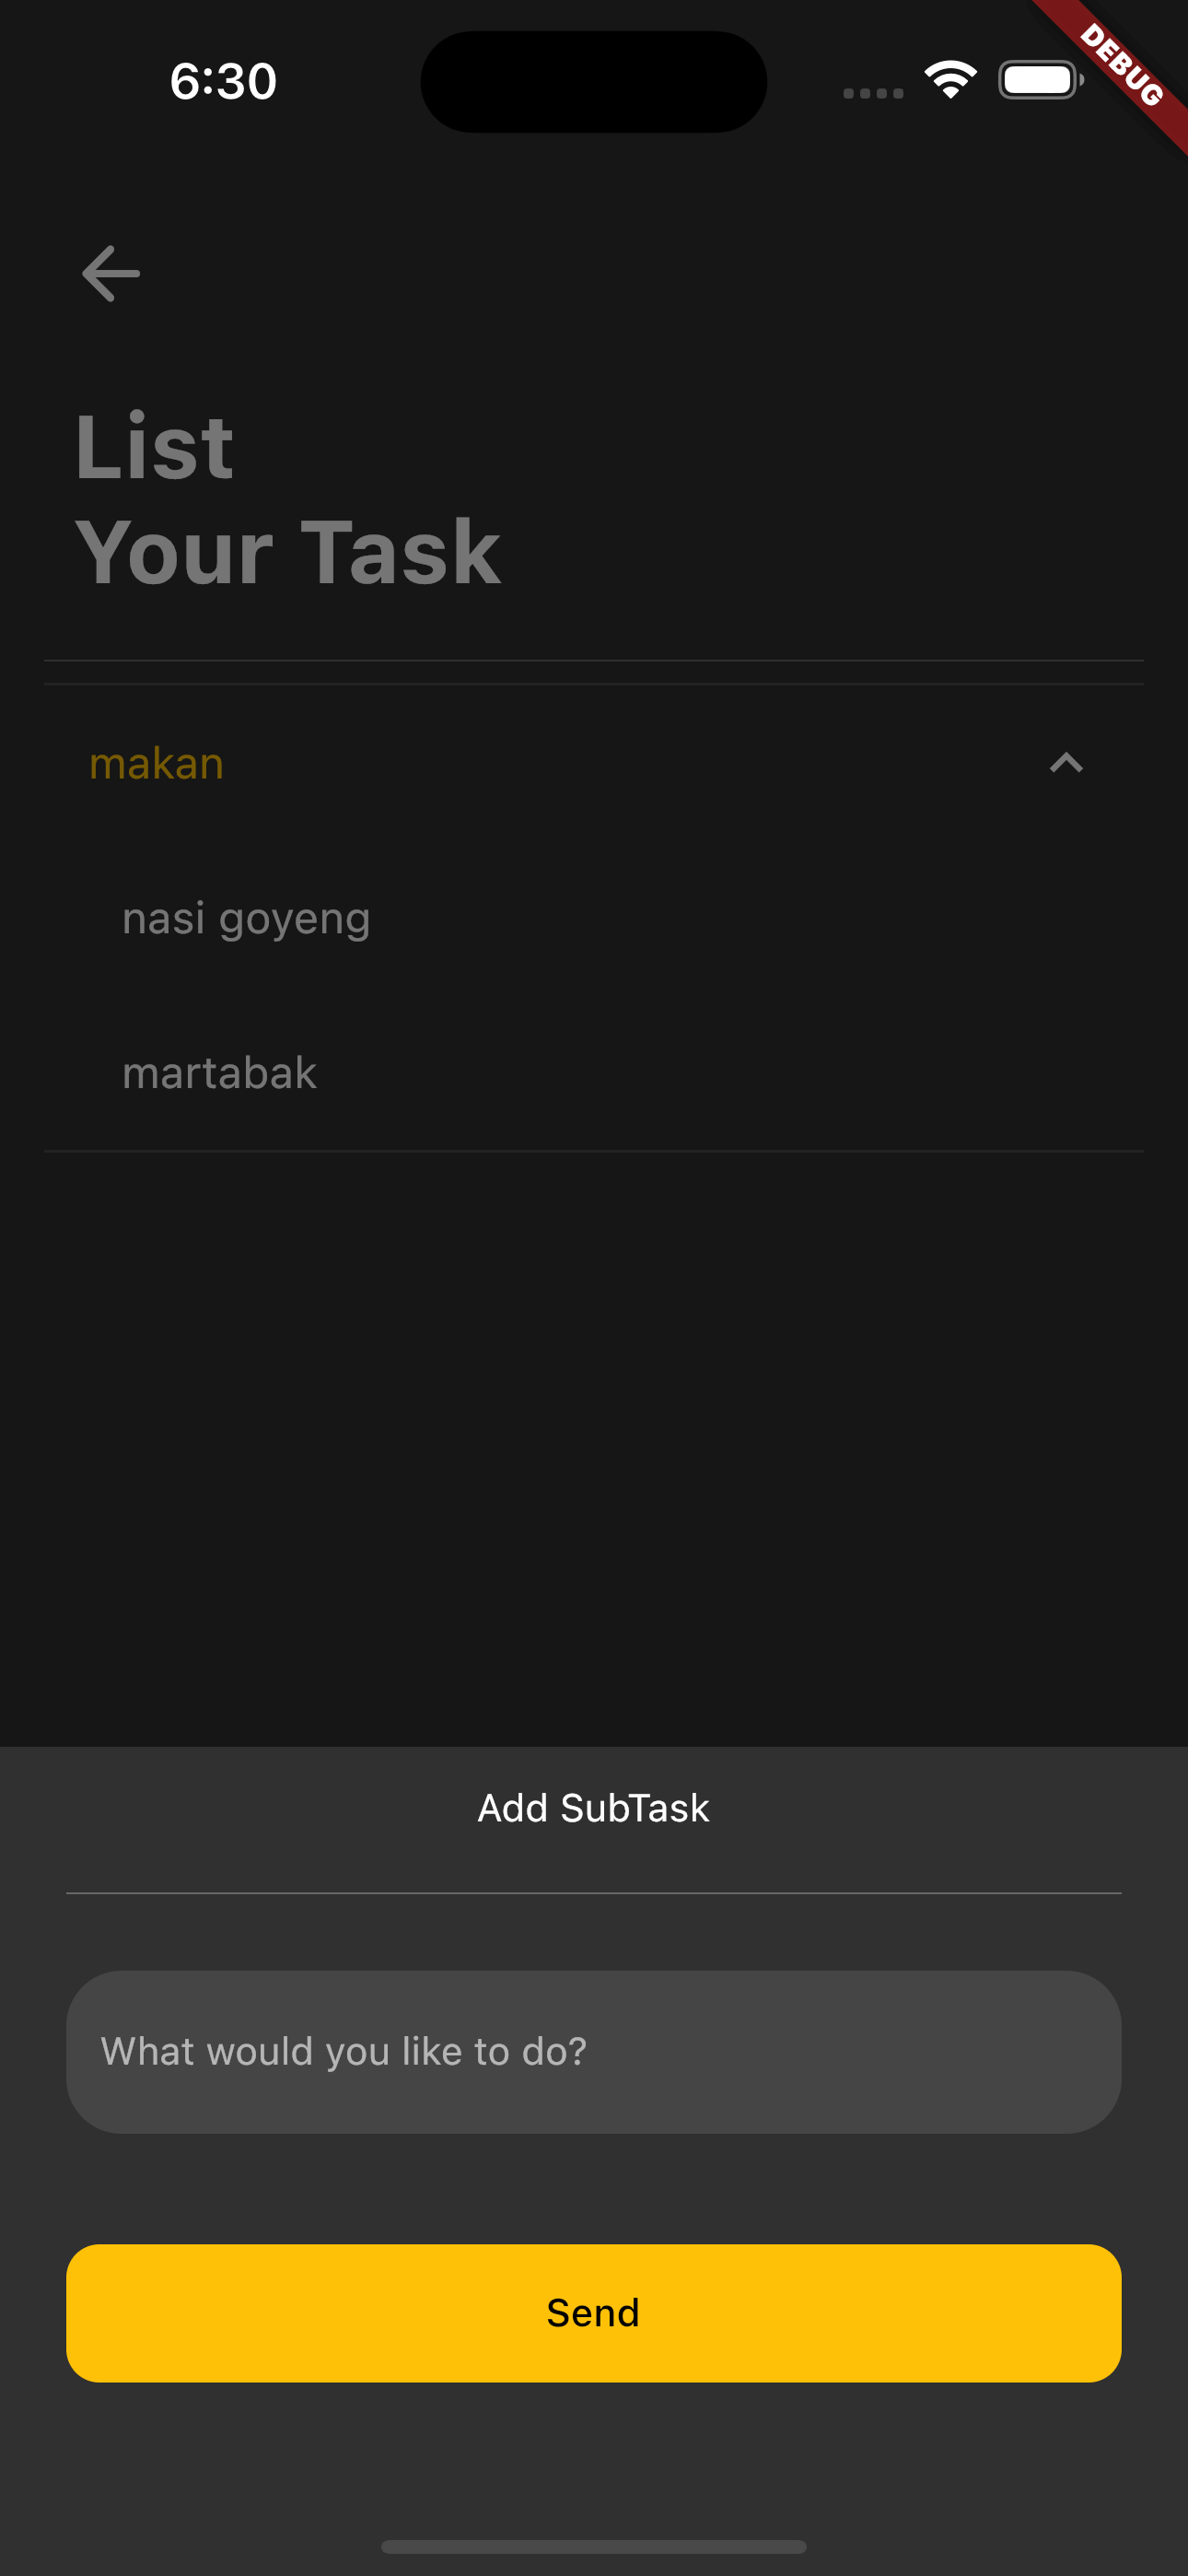 6:30
DEBUG
List
Your Task
makan
nasi goyeng
martabak
Add SubTask
What would you like to do?
Send